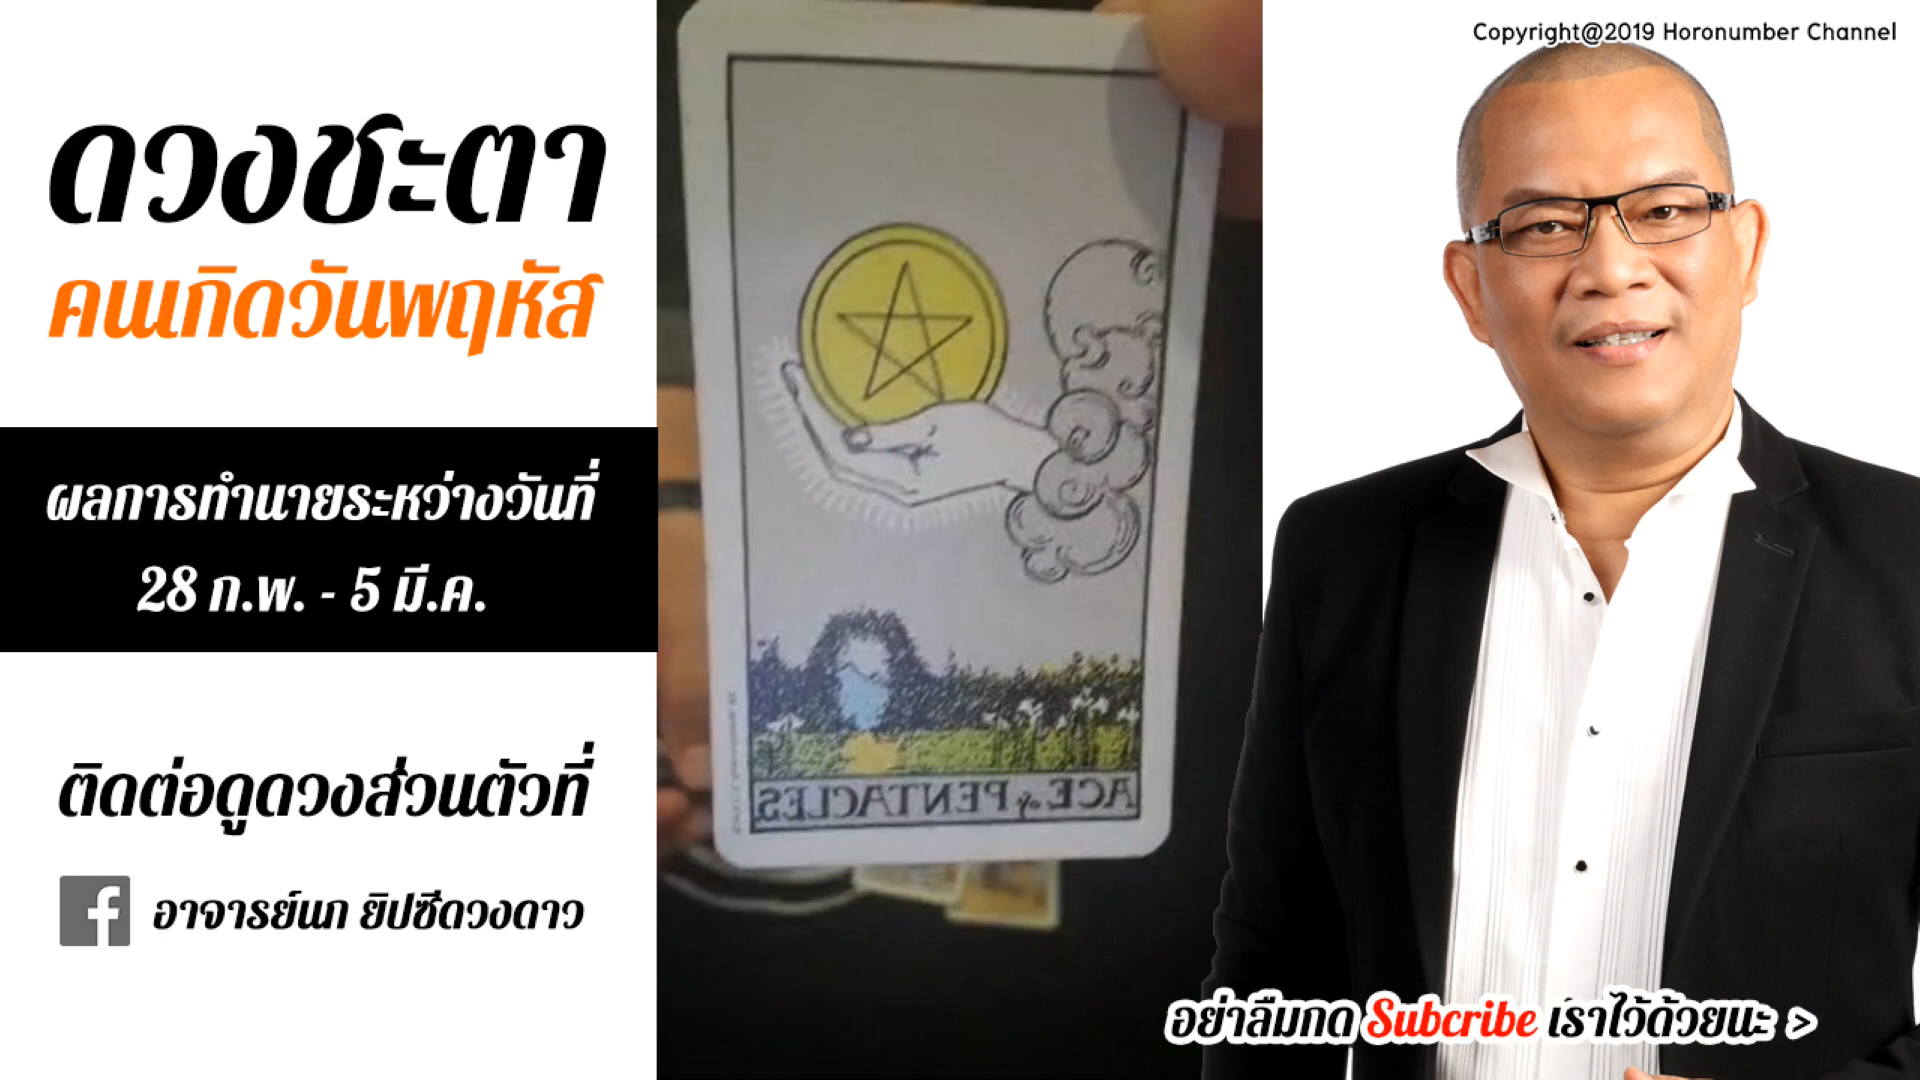 Copyright@2019 Horonumber Channel
ดวงชะตา
คนเกิดวันพฤหัส
ผลการทำนายระหว่างวันที่
28 ก.พ. - 5 มี.ค.
ติดต่อดูดวงส่วนตัวที่
อาจารย์นภ ยิปซีดวงดาว
ACE of PENTACLES
อย่าลืมกด Subcribe เราไว้ด้วยนะ >